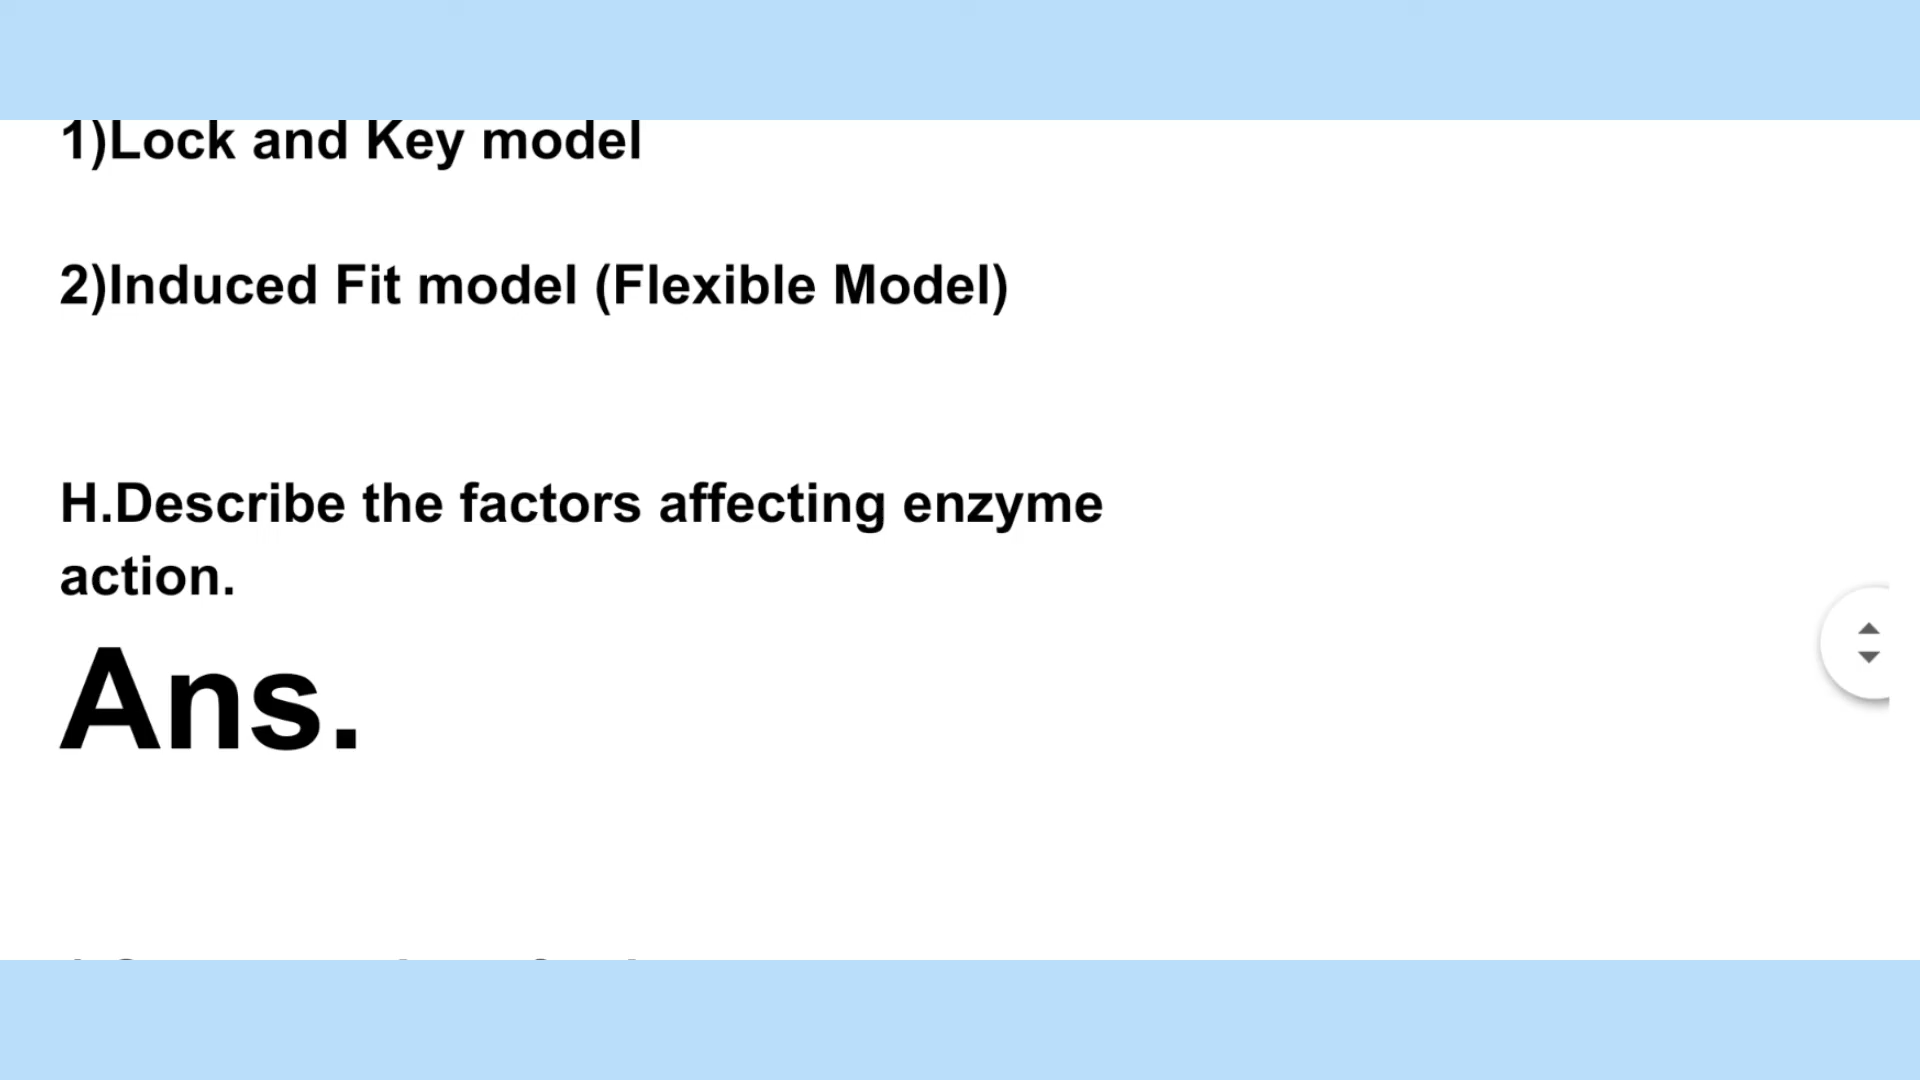 1)Lock and Key model
2)Induced Fit model (Flexible Model)
H.Describe the factors affecting enzyme
action.
Ans.